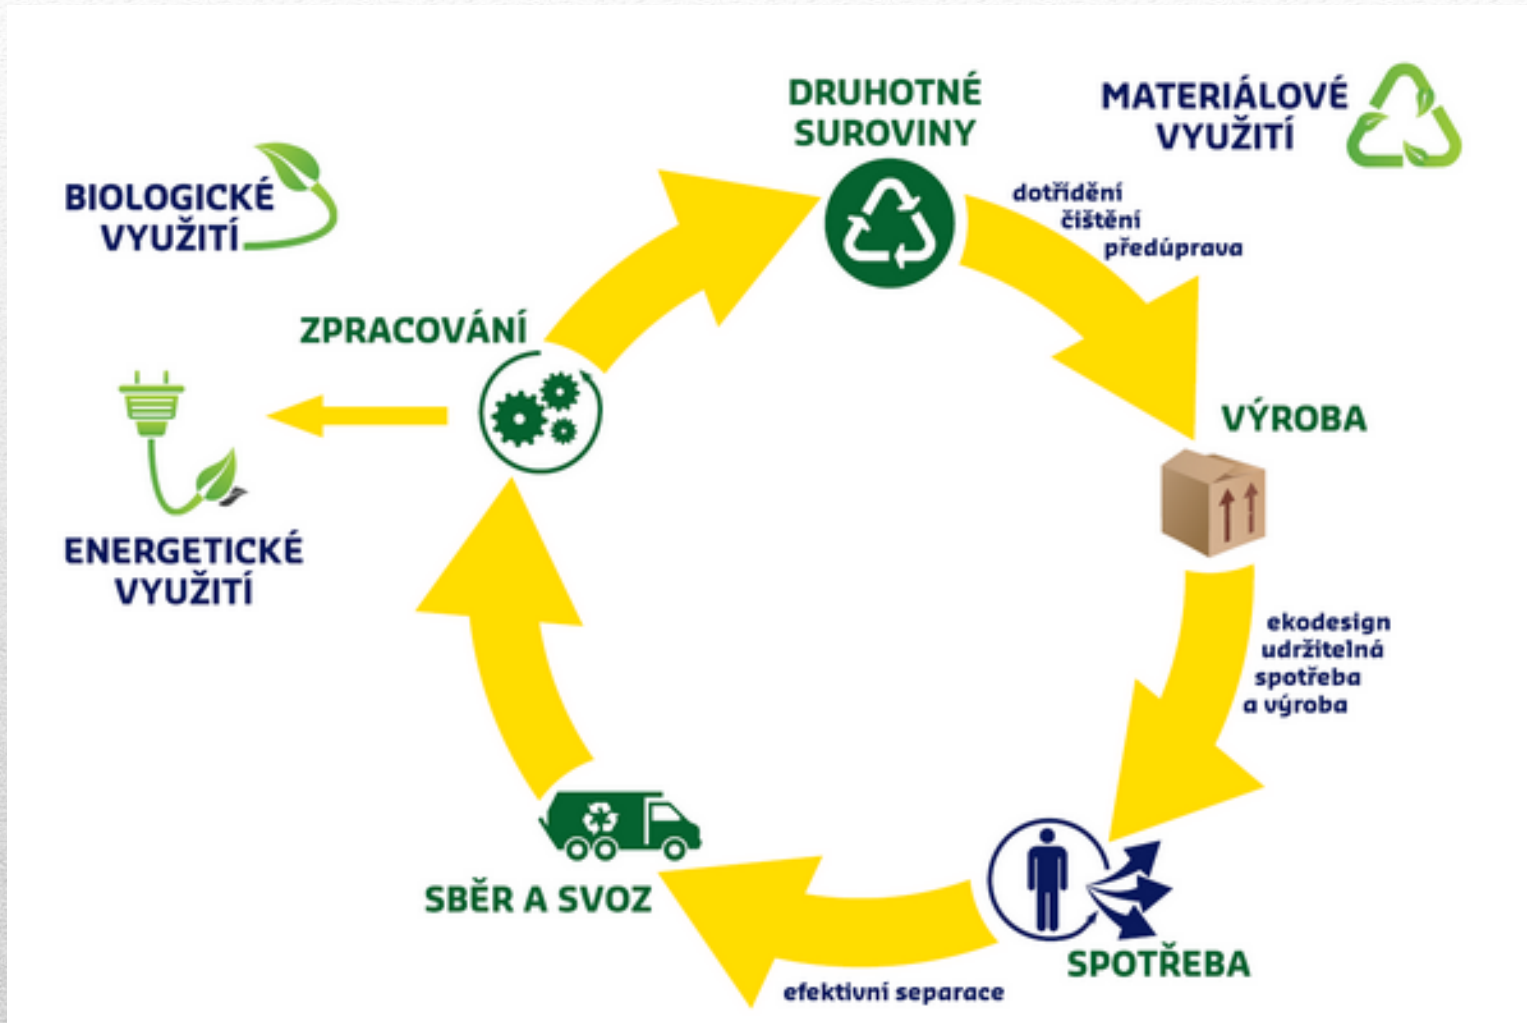 DRUHOTNÉ
SUROVINY
MATERIÁLOVÉ
VYUŽITÍ
BIOLOGICKÉ
VYUŽITÍ
dotřídění
čištění
předúprava
ZPRACOVÁNÍ
VÝROBA
ENERGETICKÉ
VYUŽITÍ
ekodesign
udržitelná
spotřeba
a výroba
SBĚR A SVOZ
SPOTŘEBA
efektivní separace